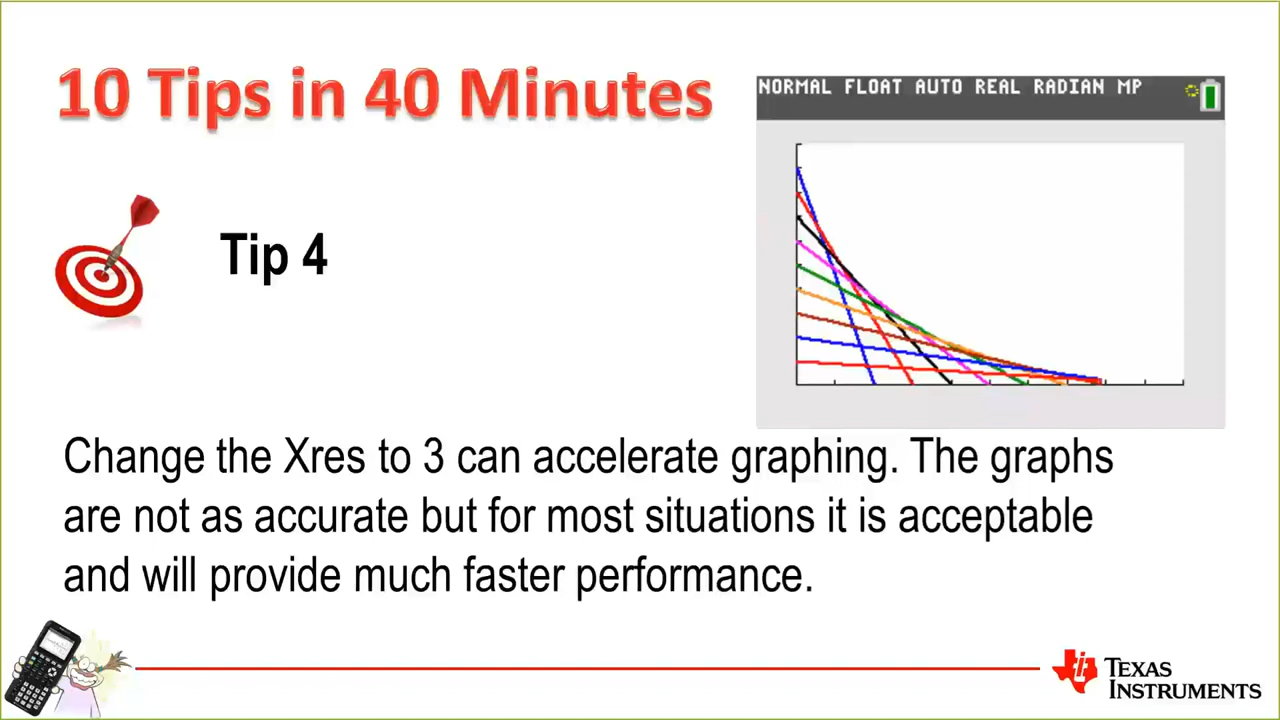 10 Tips in 40 Minutes
NORMAL FLOAT AUTO REAL RADIAN MP
Tip 4
Change the Xres to 3 can accelerate graphing. The graphs
are not as accurate but for most situations it is acceptable
and will provide much faster performance.
TEXAS
INSTRUMENTS